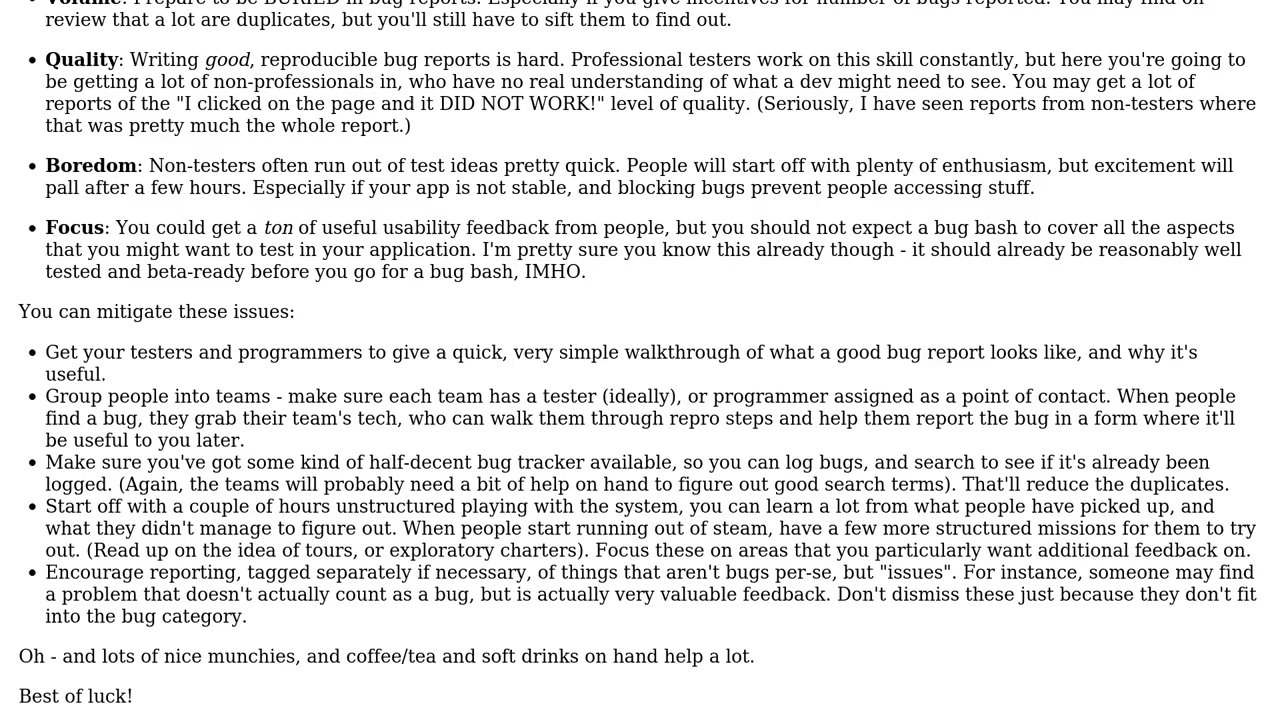 Volume: Prepare to be BURIED in bug reports. Especially if you give incentives for number of bugs reported. You may find on
review that a lot are duplicates, but you'll still have to sift them to find out.
Quality: Writing good, reproducible bug reports is hard. Professional testers work on this skill constantly, but here you're going to
be getting a lot of non-professionals in, who have no real understanding of what a dev might need to see. You may get a lot of
reports of the "I clicked on the page and it DID NOT WORK!" level of quality. (Seriously, I have seen reports from non-testers where
that was pretty much the whole report.)
Boredom: Non-testers often run out of test ideas pretty quick. People will start off with plenty of enthusiasm, but excitement will
pall after a few hours. Especially if your app is not stable, and blocking bugs prevent people accessing stuff.
Focus: You could get a ton of useful usability feedback from people, but you should not expect a bug bash to cover all the aspects
that you might want to test in your application. I'm pretty sure you know this already though - it should already be reasonably well
tested and beta-ready before you go for a bug bash, IMHO.
You can mitigate these issues:
Get your testers and programmers to give a quick, very simple walkthrough of what a good bug report looks like, and why it's
useful.
Group people into teams - make sure each team has a tester (ideally), or programmer assigned as a point of contact. When people
find a bug, they grab their team's tech, who can walk them through repro steps and help them report the bug in a form where it'll
be useful to you later.
Make sure you've got some kind of half-decent bug tracker available, so you can log bugs, and search to see if it's already been
logged. (Again, the teams will probably need a bit of help on hand to figure out good search terms). That'll reduce the duplicates.
Start off with a couple of hours unstructured playing with the system, you can learn a lot from what people have picked up, and
what they didn't manage to figure out. When people start running out of steam, have a few more structured missions for them to try
out. (Read up on the idea of tours, or exploratory charters). Focus these on areas that you particularly want additional feedback on.
Encourage reporting, tagged separately if necessary, of things that aren't bugs per-se, but "issues". For instance, someone may find
a problem that doesn't actually count as a bug, but is actually very valuable feedback. Don't dismiss these just because they don't fit
into the bug category.
Oh - and lots of nice munchies, and coffee/tea and soft drinks on hand help a lot.
Best of luck!